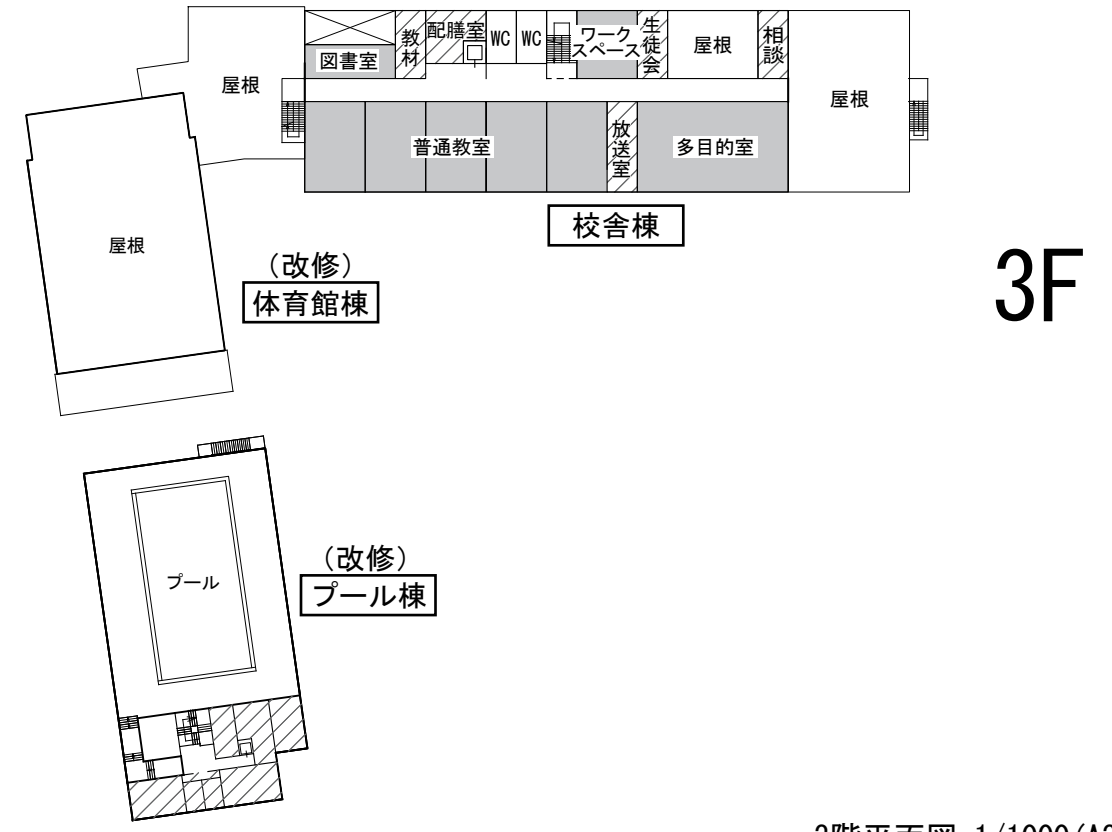 教材
配膳室
WC
WC
ワーク
スペース
生徒会
屋根
相談
図書室
屋根
屋根
普通教室
放送室
多目的室
校舎棟
屋根
(改修)
体育館棟
3F
(改修)
プール棟
プール